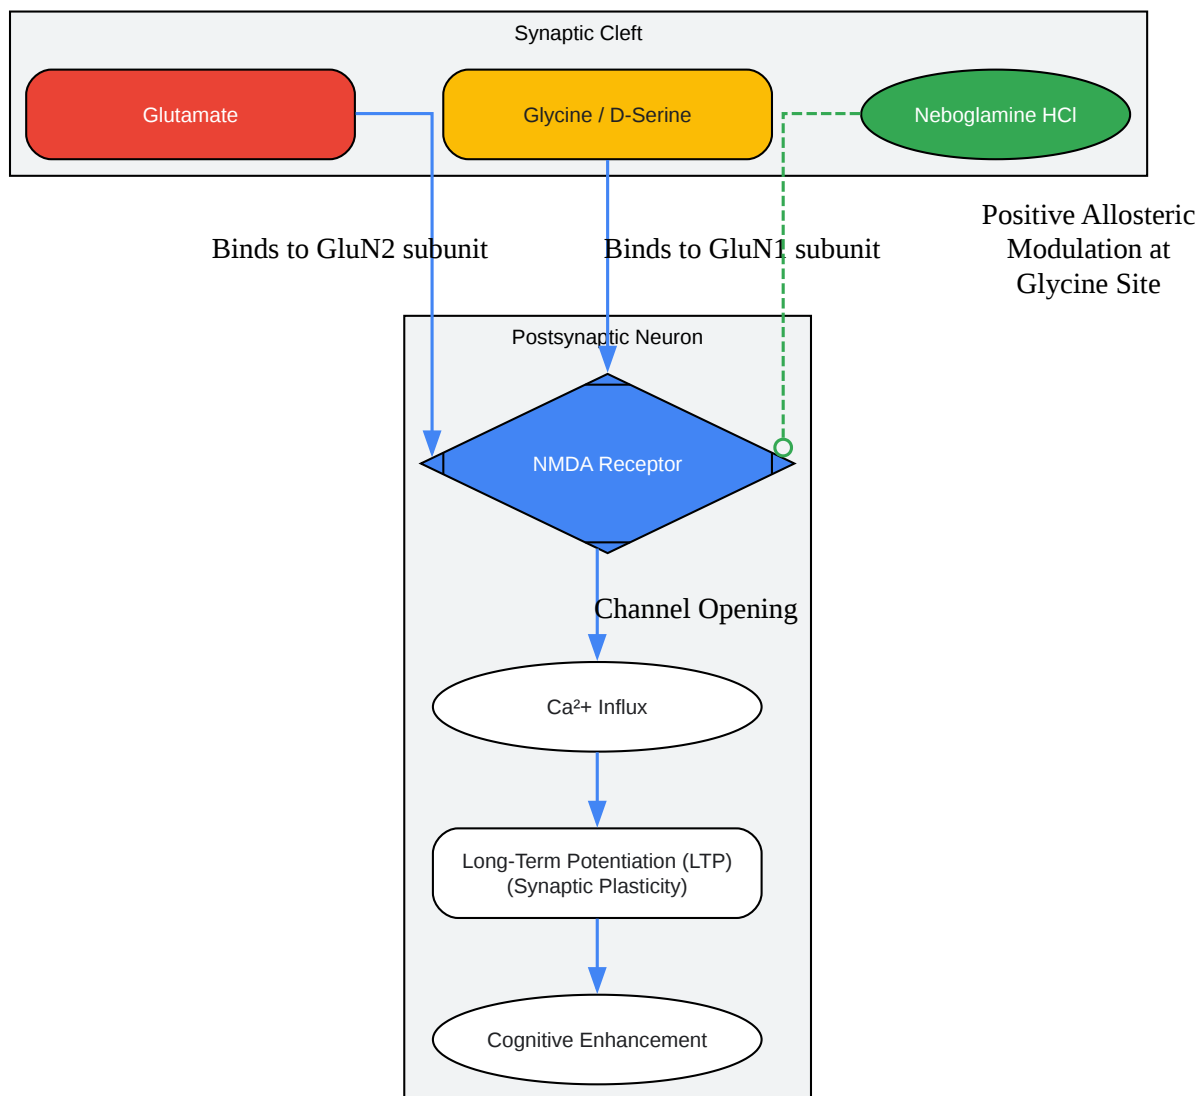 Synaptic Cleft
Glutamate
Glycine / D-Serine
Neboglamine HCl
Binds to GluN2 subunit
Binds to GluN1 subunit
Positive Allosteric
Modulation at
Glycine Site
Postsynaptic Neuron
NMDA Receptor
Channel Opening
Ca²+ Influx
Long-Term Potentiation (LTP)
(Synaptic Plasticity)
Cognitive Enhancement